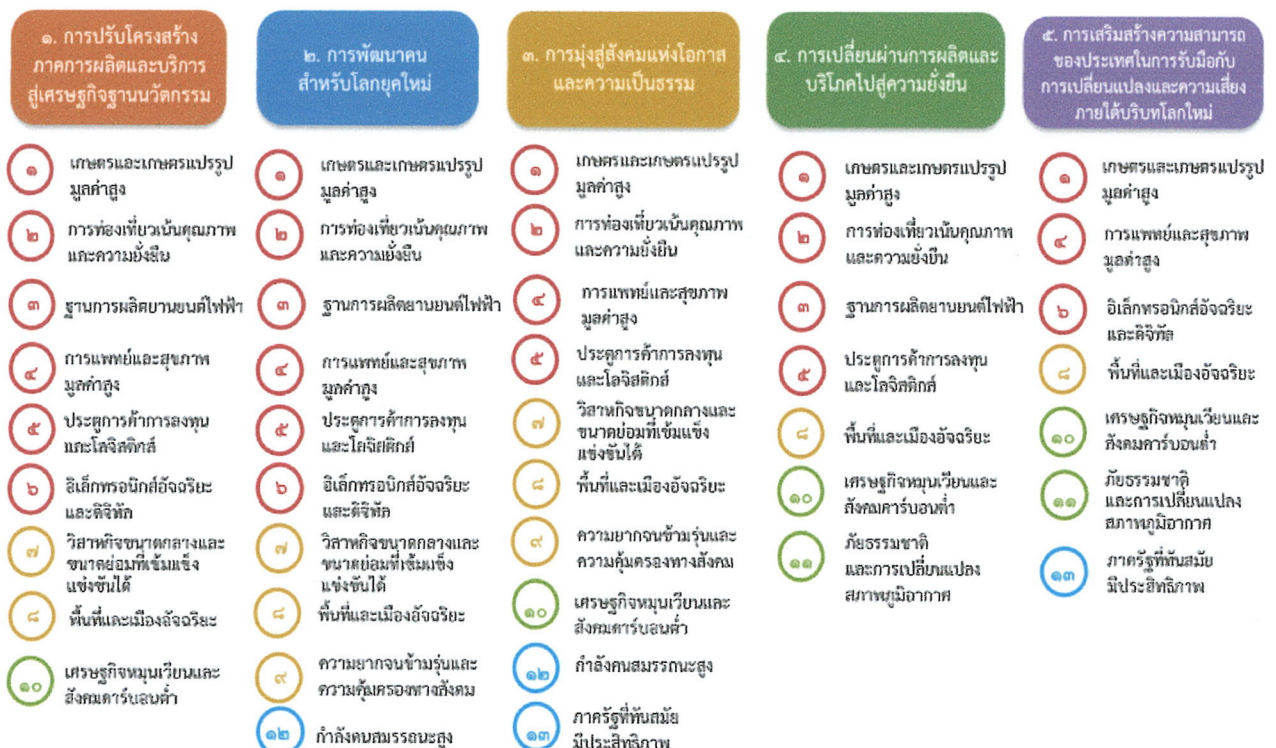 ๑. การปรับโครงสร้าง
ภาคการผลิตและบริการ
สู่เศรษฐกิจฐานนวัตกรรม
๑
เกษตรและเกษตรแปรรูป
มูลค่าสูง
๒
การท่องเที่ยวเน้นคุณภาพ
และความยั่งยืน
๓
ฐานการผลิตยานยนต์ไฟฟ้า
๔
การแพทย์และสุขภาพ
มูลค่าสูง
๕
ประตูการค้าการลงทุน
และโลจิสติกส์
๖
อิเล็กทรอนิกส์อัจฉริยะ
และดิจิทัล
๗
วิสาหกิจขนาดกลางและ
ขนาดย่อมที่เข้มแข็ง
แข่งขันได้
๘
พื้นที่และเมืองอัจฉริยะ
๑๐
เศรษฐกิจหมุนเวียนและ
สังคมคาร์บอนต่ำ
๒. การพัฒนาคน
สำหรับโลกยุคใหม่
๑
เกษตรและเกษตรแปรรูป
มูลค่าสูง
๒
การท่องเที่ยวเน้นคุณภาพ
และความยั่งยืน
๓
ฐานการผลิตยานยนต์ไฟฟ้า
๔
การแพทย์และสุขภาพ
มูลค่าสูง
๕
ประตูการค้าการลงทุน
และโลจิสติกส์
๖
อิเล็กทรอนิกส์อัจฉริยะ
และดิจิทัล
๗
วิสาหกิจขนาดกลางและ
ขนาดย่อมที่เข้มแข็ง
แข่งขันได้
๘
พื้นที่และเมืองอัจฉริยะ
๙
ความยากจนข้ามรุ่นและ
ความคุ้มครองทางสังคม
๑๒
กำลังคนสมรรถนะสูง
๓. การมุ่งสู่สังคมแห่งโอกาส
และความเป็นธรรม
๑
เกษตรและเกษตรแปรรูป
มูลค่าสูง
๒
การท่องเที่ยวเน้นคุณภาพ
และความยั่งยืน
๔
การแพทย์และสุขภาพ
มูลค่าสูง
๕
ประตูการค้าการลงทุน
และโลจิสติกส์
๗
วิสาหกิจขนาดกลางและ
ขนาดย่อมที่เข้มแข็ง
แข่งขันได้
๘
พื้นที่และเมืองอัจฉริยะ
๙
ความยากจนข้ามรุ่นและ
ความคุ้มครองทางสังคม
๑๐
เศรษฐกิจหมุนเวียนและ
สังคมคาร์บอนต่ำ
๑๒
กำลังคนสมรรถนะสูง
๑๓
ภาครัฐที่ทันสมัย
มีประสิทธิภาพ
๔. การเปลี่ยนผ่านการผลิตและ
บริโภคไปสู่ความยั่งยืน
๑
เกษตรและเกษตรแปรรูป
มูลค่าสูง
๒
การท่องเที่ยวเน้นคุณภาพ
และความยั่งยืน
๓
ฐานการผลิตยานยนต์ไฟฟ้า
๕
ประตูการค้าการลงทุน
และโลจิสติกส์
๘
พื้นที่และเมืองอัจฉริยะ
๑๐
เศรษฐกิจหมุนเวียนและ
สังคมคาร์บอนต่ำ
๑๑
ภัยธรรมชาติ
และการเปลี่ยนแปลง
สภาพภูมิอากาศ
๕. การเสริมสร้างความสามารถ
ของประเทศในการรับมือกับ
การเปลี่ยนแปลงและความเสี่ยง
ภายใต้บริบทโลกใหม่
๑
เกษตรและเกษตรแปรรูป
มูลค่าสูง
๔
การแพทย์และสุขภาพ
มูลค่าสูง
๖
อิเล็กทรอนิกส์อัจฉริยะ
และดิจิทัล
๘
พื้นที่และเมืองอัจฉริยะ
๑๐
เศรษฐกิจหมุนเวียนและ
สังคมคาร์บอนต่ำ
๑๑
ภัยธรรมชาติ
และการเปลี่ยนแปลง
สภาพภูมิอากาศ
๑๓
ภาครัฐที่ทันสมัย
มีประสิทธิภาพ